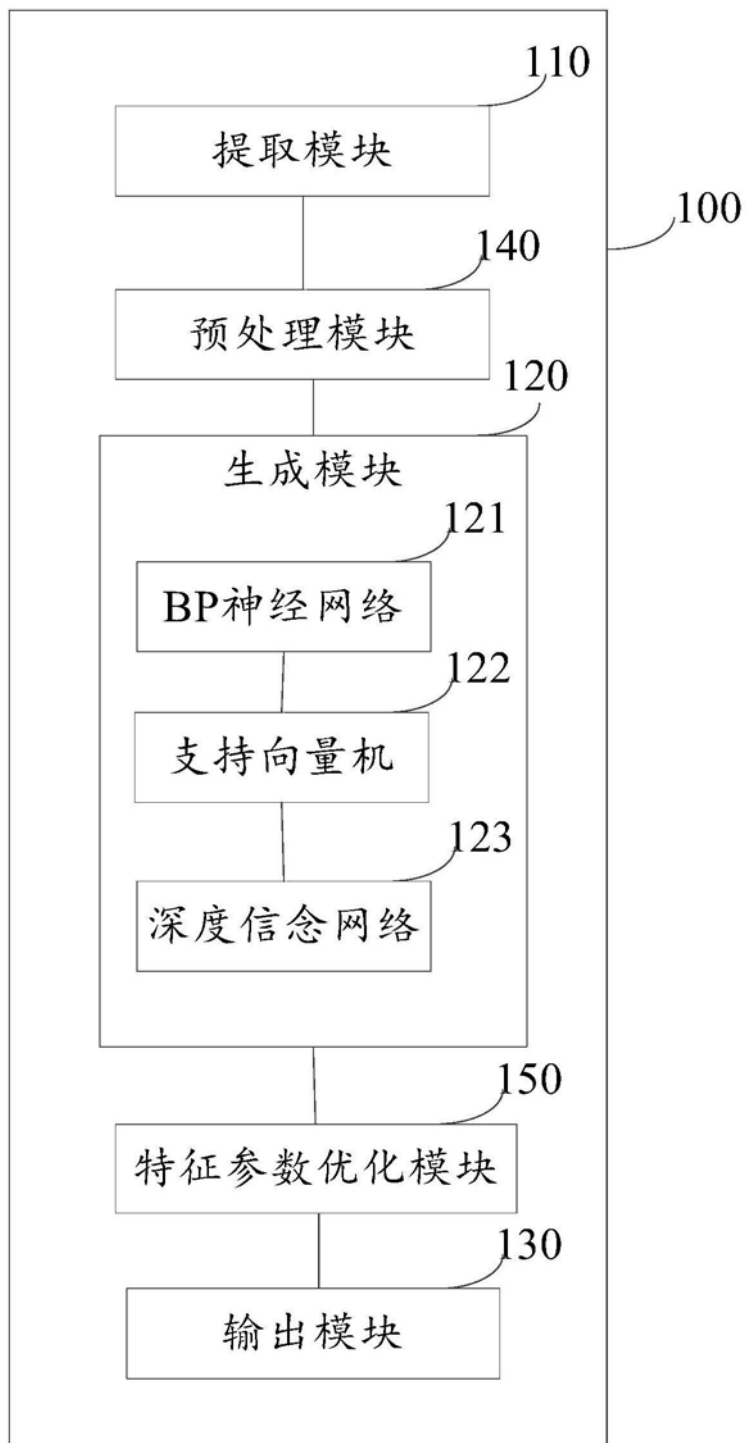 110
提取模块
100
140
预处理模块
120
生成模块
121
BP神经网络
122
支持向量机
123
深度信念网络
150
特征参数优化模块
130
输出模块